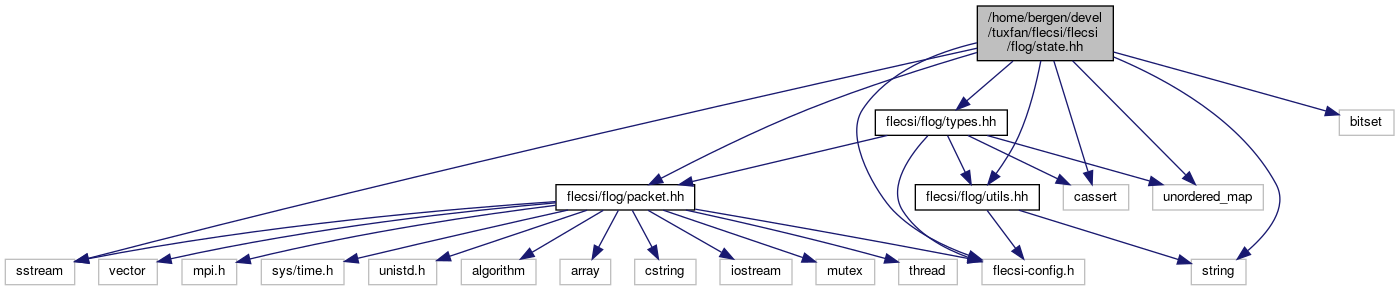 /home/bergen/devel
/tuxfan/flecsi/flecsi
/flog/state.hh
flecsi/flog/types.hh
bitset
flecsi/flog/packet.hh
flecsi/flog/utils.hh
cassert
unordered_map
sstream
vector
mpi.h
sys/time.h
unistd.h
algorithm
array
cstring
iostream
mutex
thread
flecsi-config.h
string